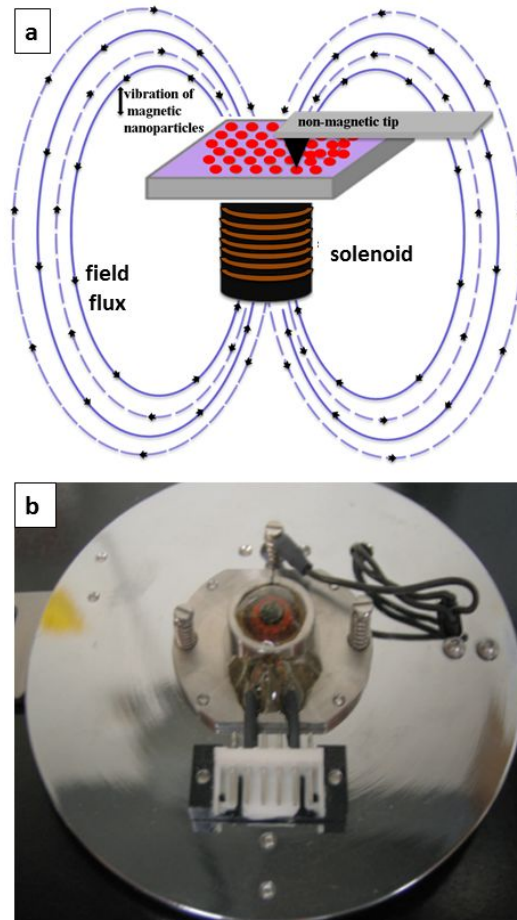 a
vibration of
magnetic
nanoparticles
non-magnetic tip
solenoid
field
flux
b